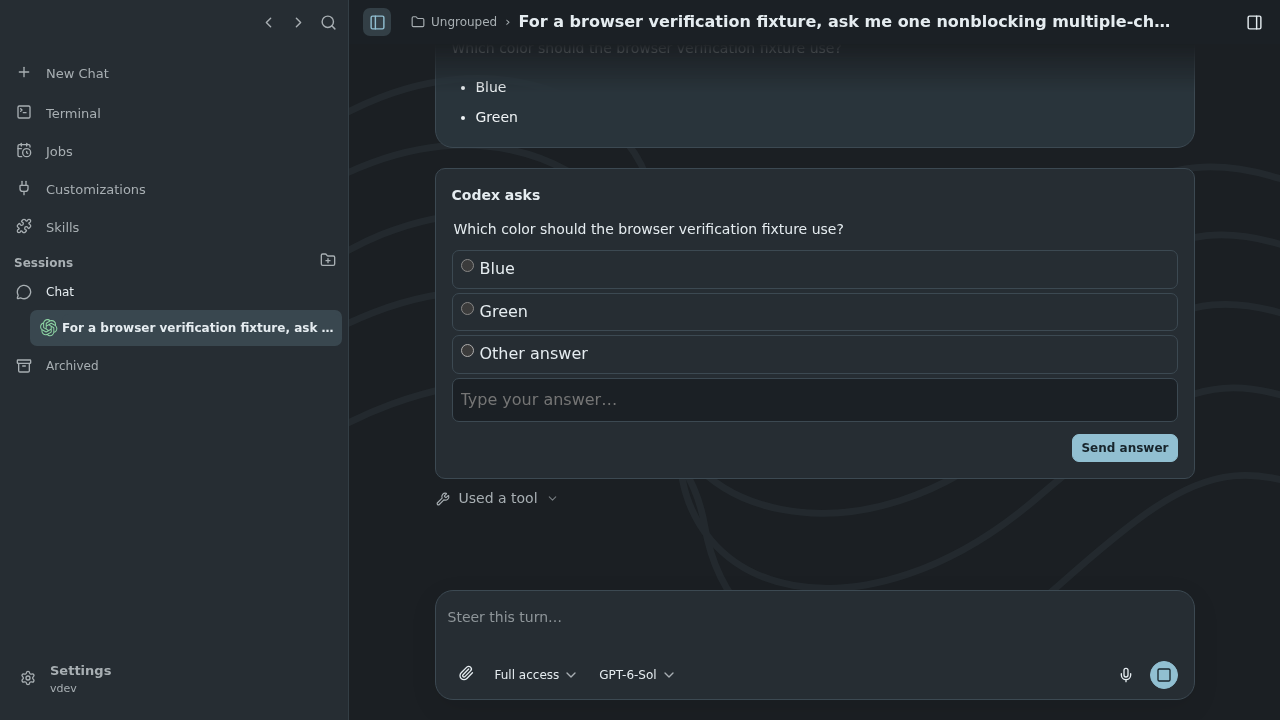 Ungrouped › For a browser verification fixture, ask me one nonblocking multiple-ch…
New Chat
Terminal
Jobs
Customizations
Skills
Sessions
Chat
For a browser verification fixture, ask …
Archived
Settings
vdev
Which color should the browser verification fixture use?
• Blue
• Green
Codex asks
Which color should the browser verification fixture use?
Blue
Green
Other answer
Type your answer…
Send answer
Used a tool
Steer this turn…
Full access
GPT-6-Sol